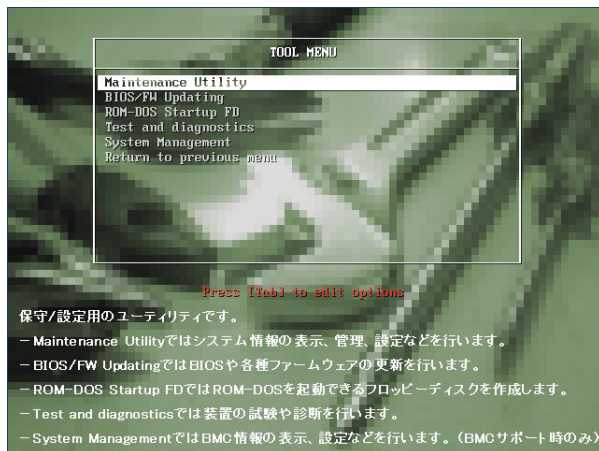 TOOL MENU
Maintenance Utility
BIOS/FW Updating
ROM-DOS Startup FD
Test and diagnostics
System Management
Return to previous menu
Press [Tab] to edit options
保守/設定用のユーティリティです。
－Maintenance Utilityではシステム情報の表示、管理、設定などを行います。
－BIOS/FW UpdatingではBIOSや各種ファームウェアの更新を行います。
－ROM-DOS Startup FDではROM-DOSを起動できるフロッピーディスクを作成します。
－Test and diagnosticsでは装置の試験や診断を行います。
－System ManagementではBMC情報の表示、設定などを行います。（BMCサポート時のみ）